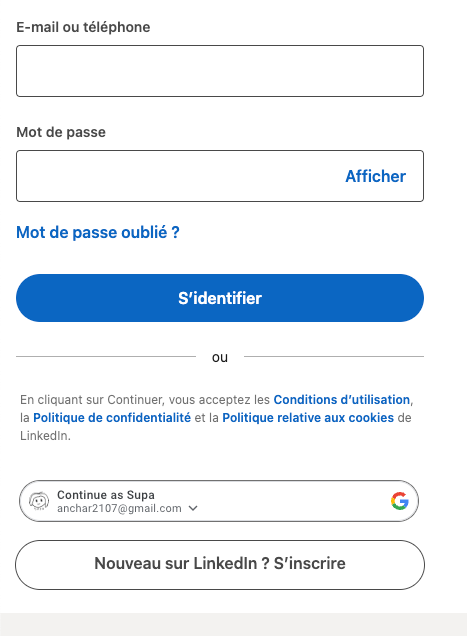 E-mail ou téléphone
Mot de passe
Afficher
Mot de passe oublié ?
S’identifier
ou
En cliquant sur Continuer, vous acceptez les Conditions d’utilisation,
la Politique de confidentialité et la Politique relative aux cookies de
LinkedIn.
Continue as Supa
anchar2107@gmail.com
Nouveau sur LinkedIn ? S’inscrire